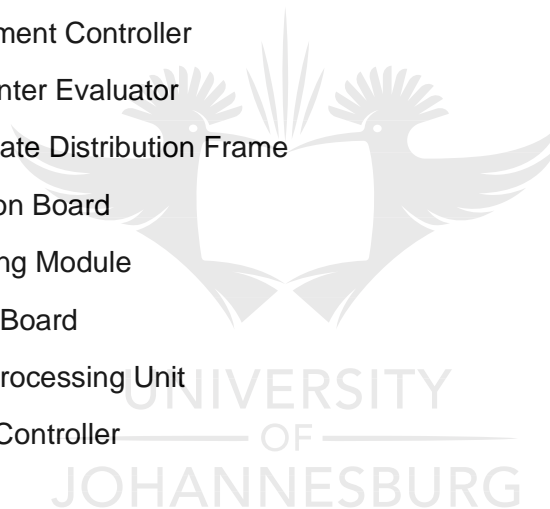 ment Controller
nter Evaluator
ate Distribution Frame
on Board
ng Module
Board
rocessing Unit
Controller
UNIVERSITY
OF
JOHANNESBURG